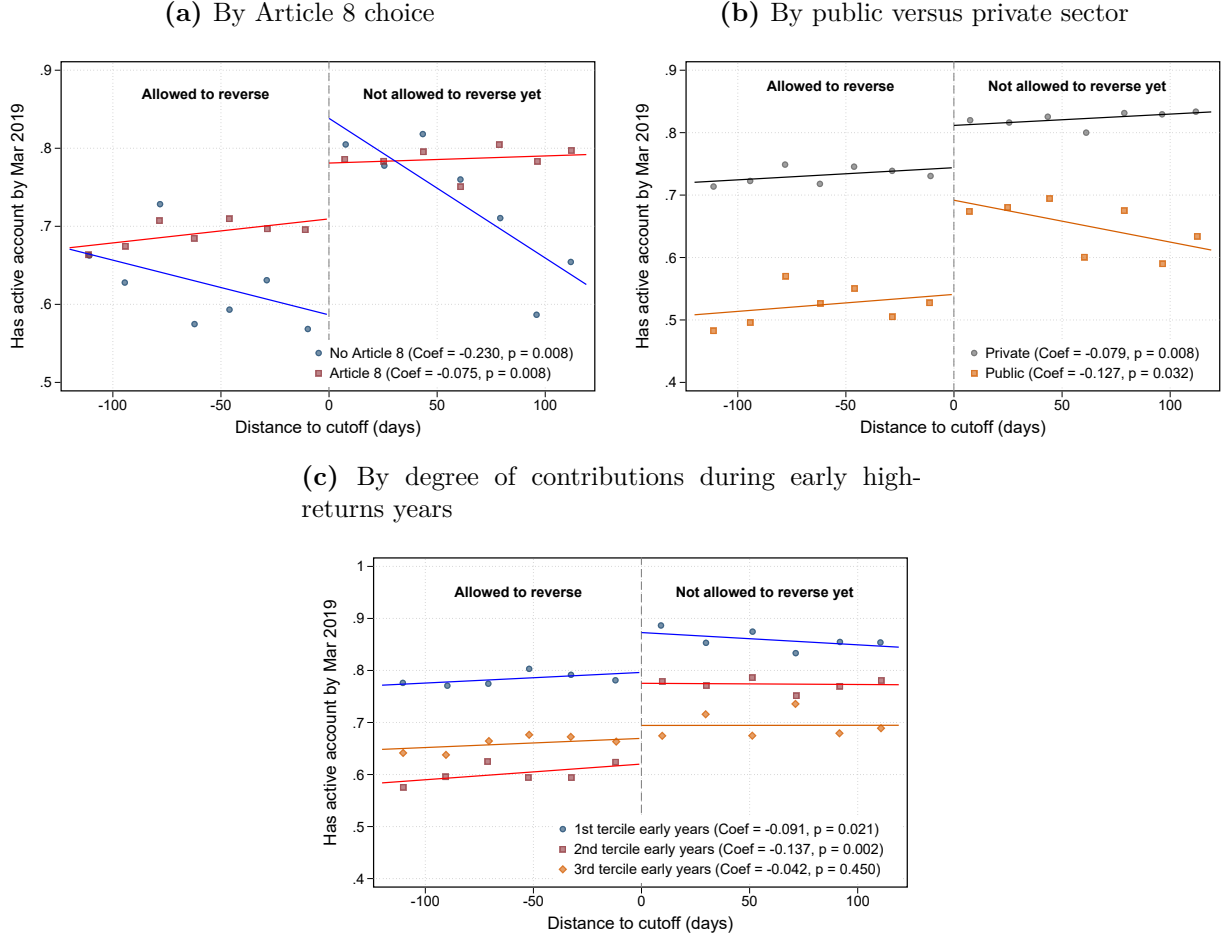 (a) By Article 8 choice
Has active account by Mar 2019
.9
.8
.7
.6
.5
Allowed to reverse
Not allowed to reverse yet
No Article 8 (Coef = -0.230, p = 0.008)
Article 8 (Coef = -0.075, p = 0.008)
-100
-50
0
50
100
Distance to cutoff (days)
(b) By public versus private sector
Has active account by Mar 2019
.9
.8
.7
.6
.5
.4
Allowed to reverse
Not allowed to reverse yet
Private (Coef = -0.079, p = 0.008)
Public (Coef = -0.127, p = 0.032)
-100
-50
0
50
100
Distance to cutoff (days)
(c) By degree of contributions during early high-
returns years
Has active account by Mar 2019
1
.9
.8
.7
.6
.5
.4
Allowed to reverse
Not allowed to reverse yet
1st tercile early years (Coef = -0.091, p = 0.021)
2nd tercile early years (Coef = -0.137, p = 0.002)
3rd tercile early years (Coef = -0.042, p = 0.450)
-100
-50
0
50
100
Distance to cutoff (days)